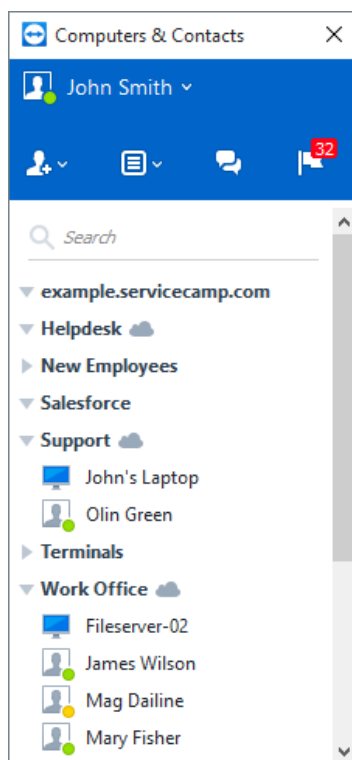 Computers & Contacts
John Smith
32
Search
example.servicecamp.com
Helpdesk
New Employees
Salesforce
Support
John's Laptop
Olin Green
Terminals
Work Office
Fileserver-02
James Wilson
Mag Dailine
Mary Fisher